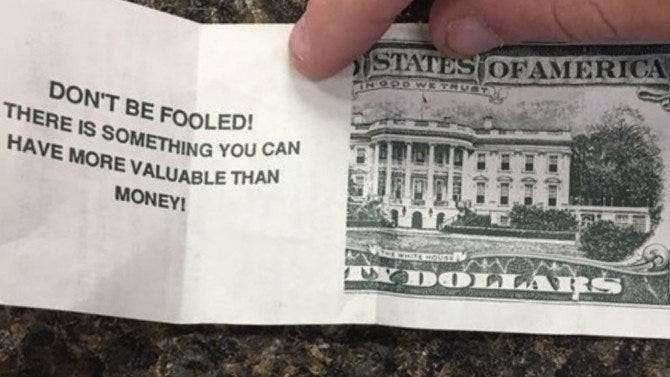 DON'T BE FOOLED!
THERE IS SOMETHING YOU CAN
HAVE MORE VALUABLE THAN
MONEY!
STATES OF AMERICA
IN GOD WE TRUST
THE WHITE HOUSE
TY DOLLARS